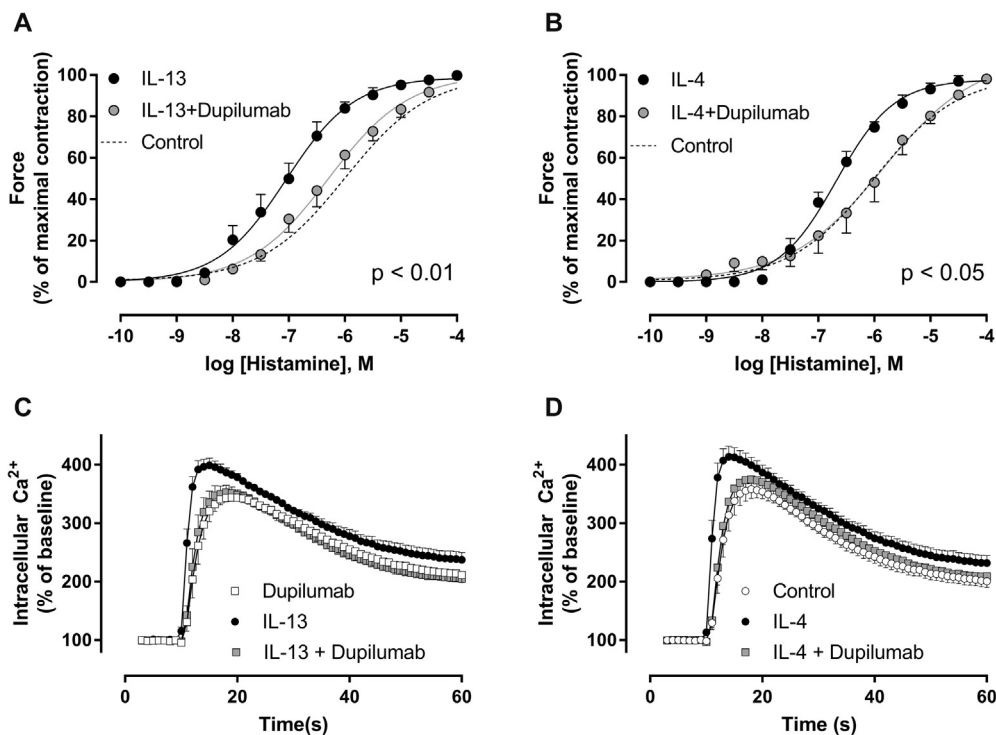 A
Force
(% of maximal contraction)
100
80
60
40
20
0
IL-13
IL-13+Dupilumab
Control
p < 0.01
-10 -9 -8 -7 -6 -5 -4
log [Histamine], M
B
Force
(% of maximal contraction)
100
80
60
40
20
0
IL-4
IL-4+Dupilumab
Control
p < 0.05
-10 -9 -8 -7 -6 -5 -4
log [Histamine], M
C
Intracellular Ca²⁺
(% of baseline)
400
300
200
100
Dupilumab
IL-13
IL-13 + Dupilumab
0 20 40 60
Time(s)
D
Intracellular Ca²⁺
(% of baseline)
400
300
200
100
Control
IL-4
IL-4 + Dupilumab
0 20 40 60
Time (s)